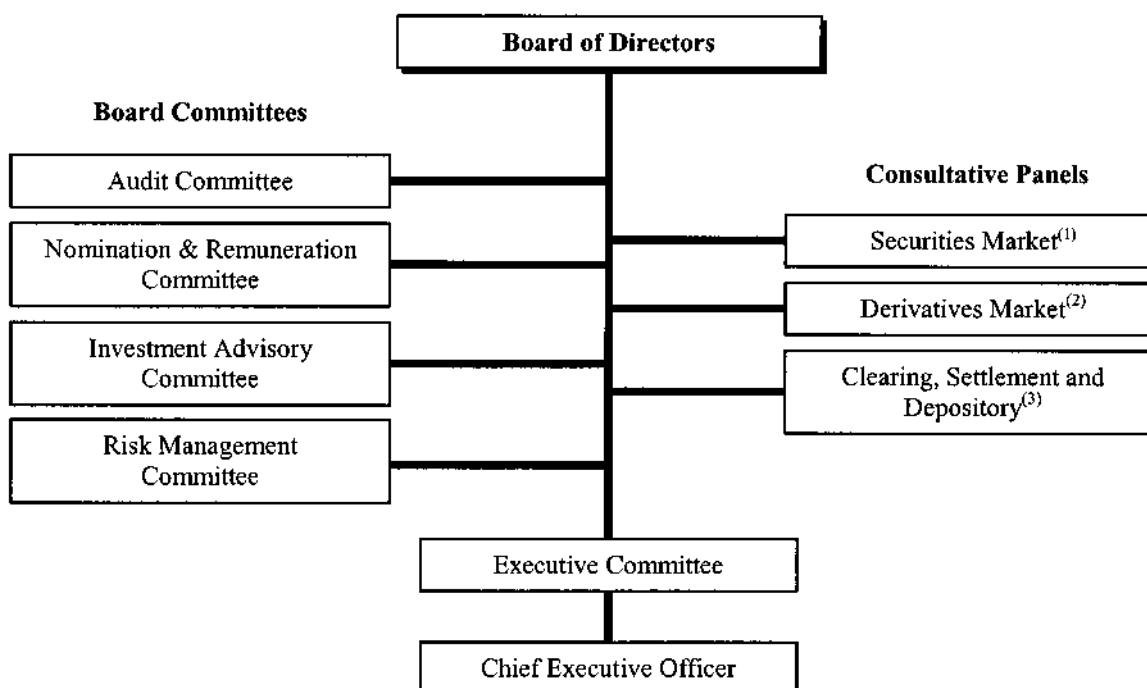 Board of Directors
Board Committees
Audit Committee
Nomination & Remuneration
Committee
Investment Advisory
Committee
Risk Management
Committee
Consultative Panels
Securities Market(1)
Derivatives Market(2)
Clearing, Settlement and
Depository(3)
Executive Committee
Chief Executive Officer